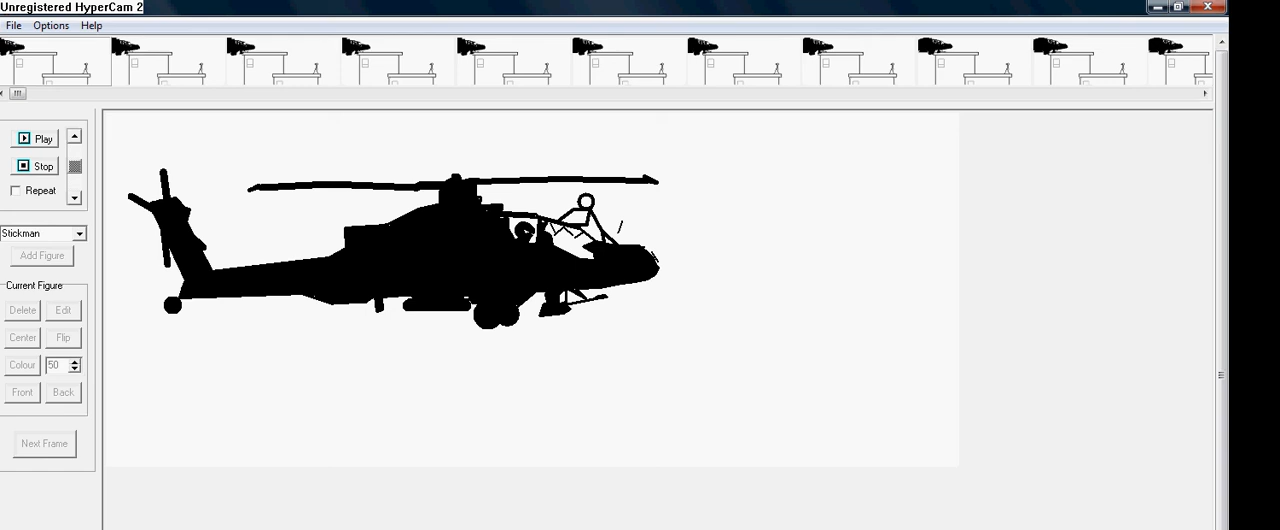 Unregistered HyperCam 2
File Options Help
Play
Stop
Repeat
Stickman
Add Figure
Current Figure
Delete Edit
Center Flip
Colour 50
Front Back
Next Frame